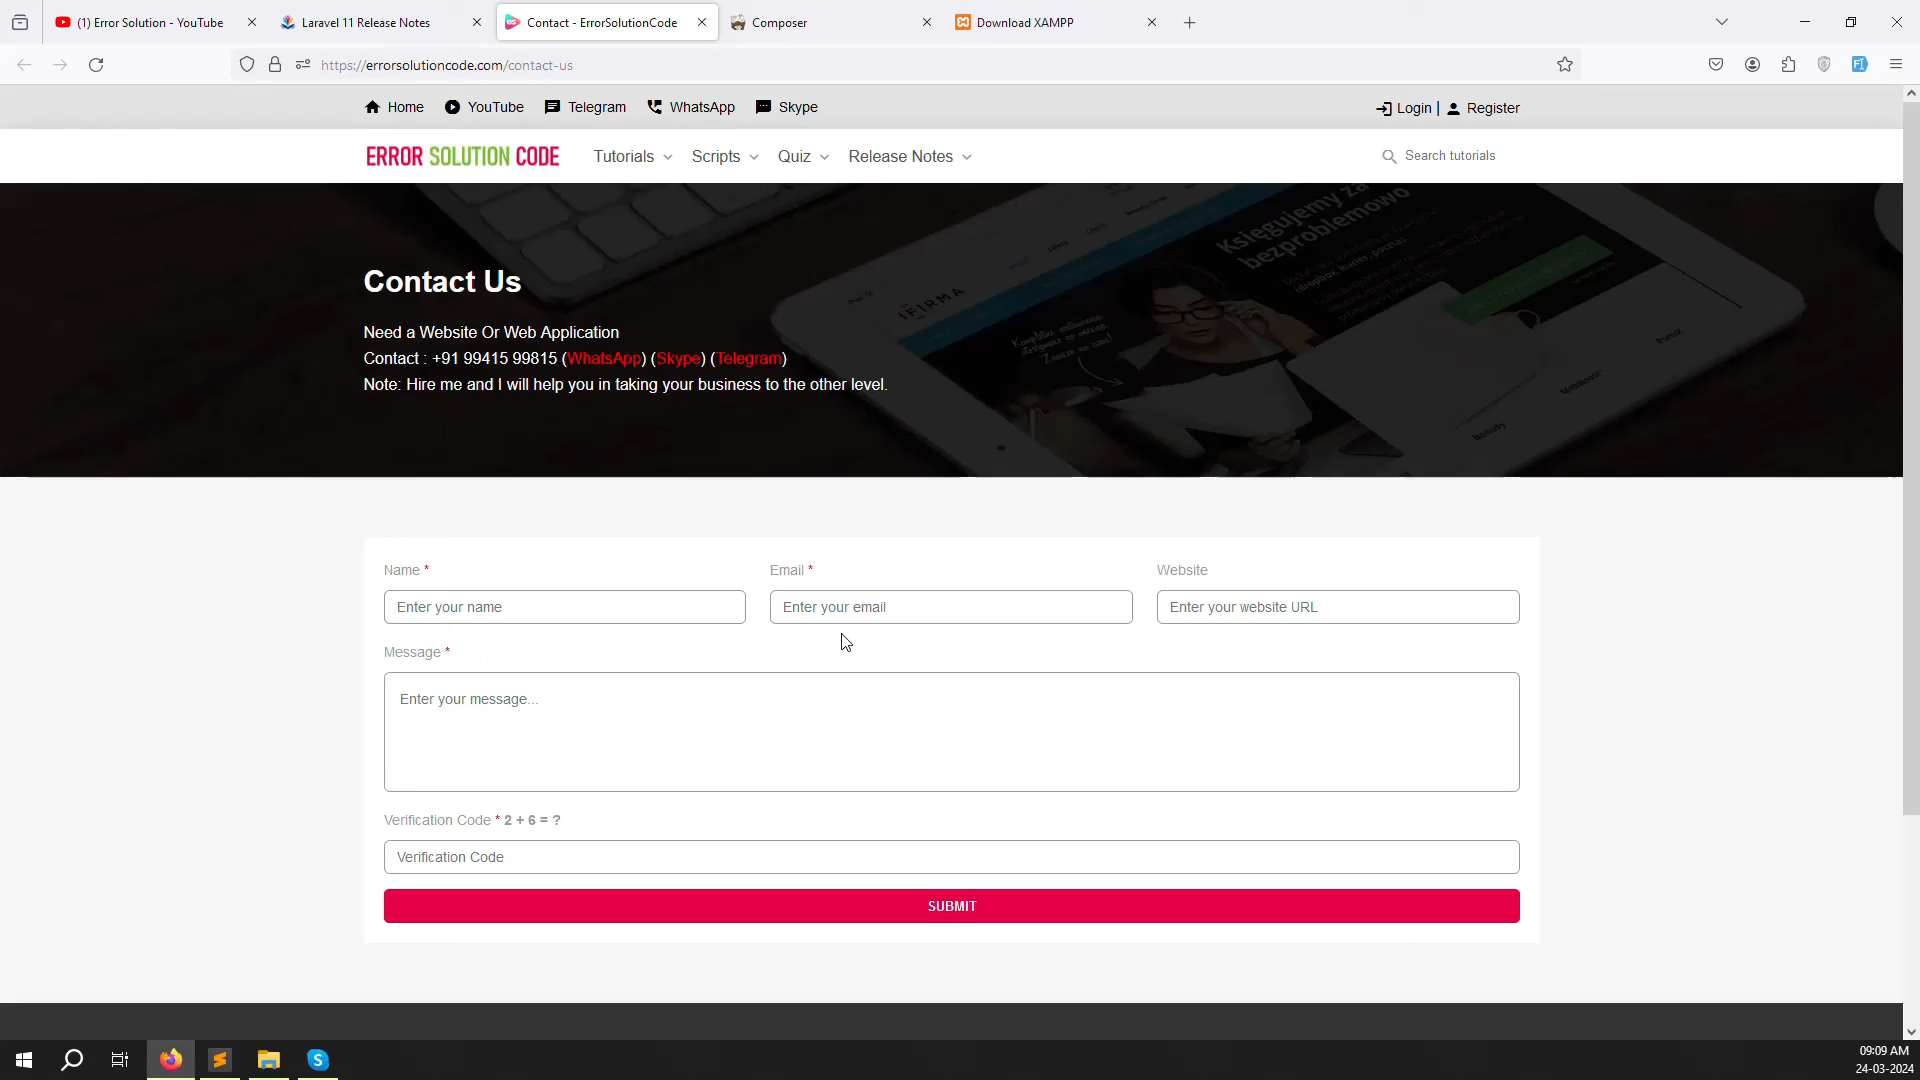 (1) Error Solution - YouTube
Laravel 11 Release Notes
Contact - ErrorSolutionCode
Composer
Download XAMPP
https://errorsolutioncode.com/contact-us
Home YouTube Telegram WhatsApp Skype
Login | Register
ERROR SOLUTION CODE
Tutorials Scripts Quiz Release Notes
Search tutorials
Księgujemy za
bezproblemowo
IFIRMA
Contact Us
Need a Website Or Web Application
Contact : +91 99415 99815 (WhatsApp) (Skype) (Telegram)
Note: Hire me and I will help you in taking your business to the other level.
Name * Email * Website
Enter your name Enter your email Enter your website URL
Message *
Enter your message...
Verification Code * 2 + 6 = ?
Verification Code
SUBMIT
09:09 AM
24-03-2024